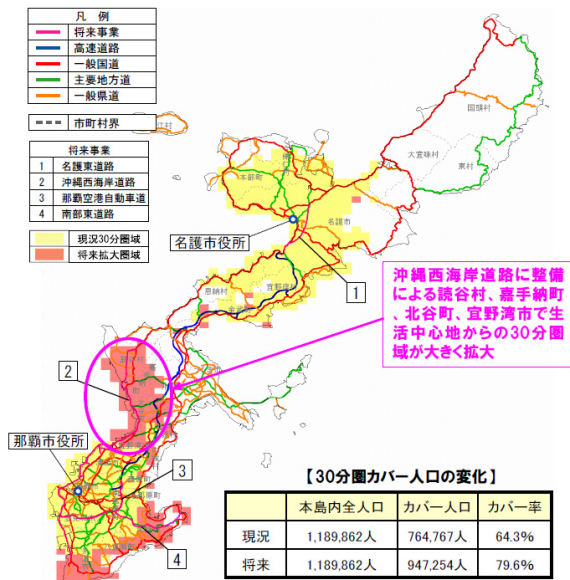 凡 例
将来事業
高速道路
一般国道
主要地方道
一般県道
市町村界
将来事業
1 名護東道路
2 沖縄西海岸道路
3 那覇空港自動車道
4 南部東道路
現況30分圏域
将来拡大圏域
国頭村
大宜味村
東村
本部町
名護市
名護市役所
1
恩納村
宜野座村
金武町
沖縄西海岸道路に整備
による読谷村、嘉手納町
、北谷町、宜野湾市で生
活中心地からの30分圏
域が大きく拡大
2
那覇市役所
3
4
【30分圏カバー人口の変化】
本島内全人口 カバー人口 カバー率
現況 1,189,862人 764,767人 64.3%
将来 1,189,862人 947,254人 79.6%